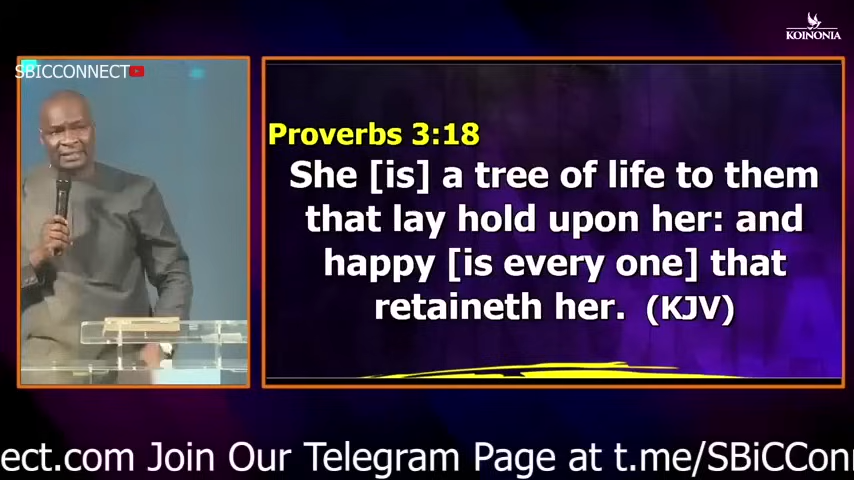 KOINONIA
SBICCONNECT
Proverbs 3:18
She [is] a tree of life to them
that lay hold upon her: and
happy [is every one] that
retaineth her. (KJV)
ect.com Join Our Telegram Page at t.me/SBiCCon